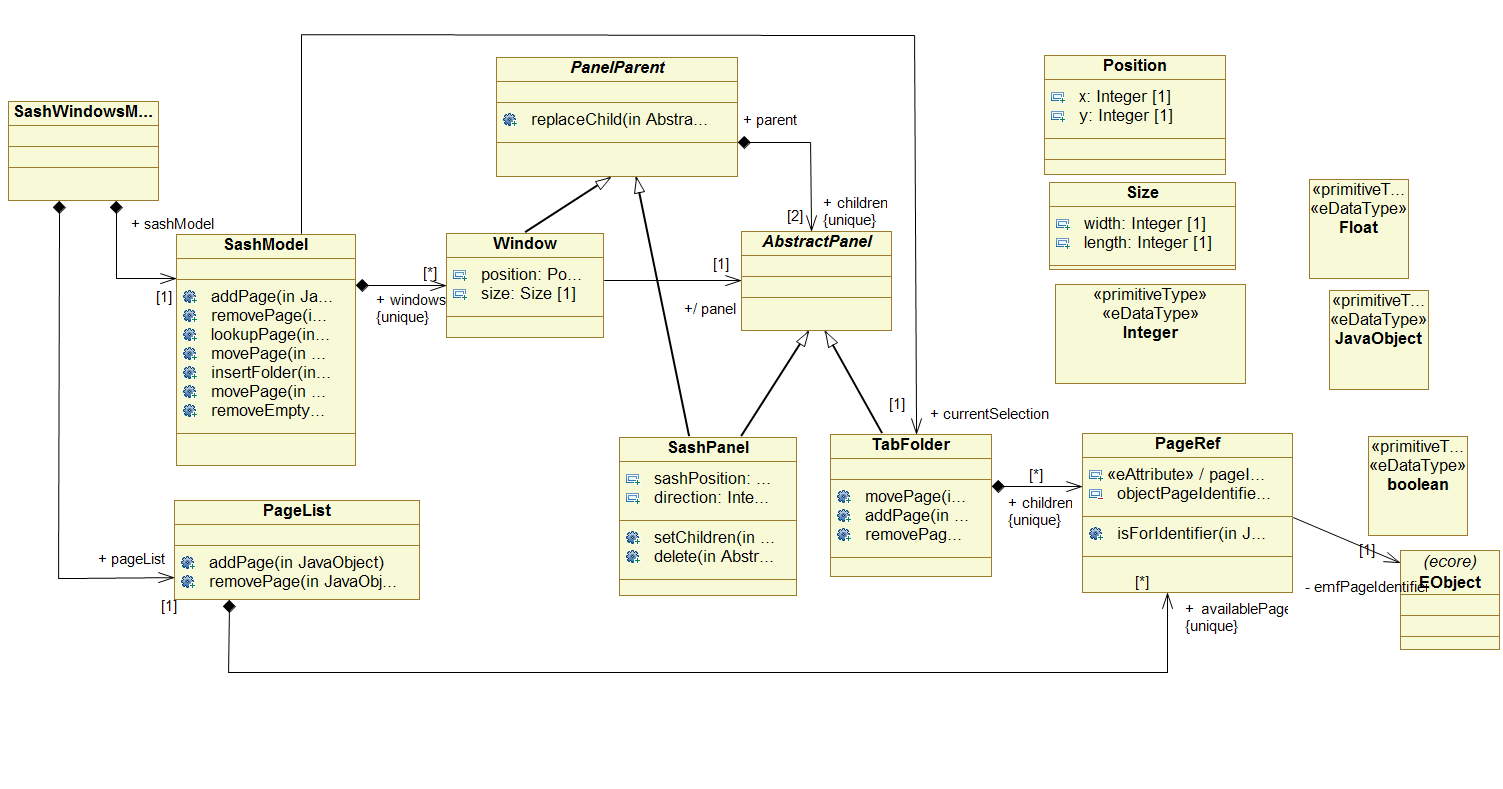 PanelParent
replaceChild(in Abstra…
+ parent
Position
x: Integer [1]
y: Integer [1]
SashWindowsM…
Size
width: Integer [1]
length: Integer [1]
«primitiveT…
«eDataType»
Float
+ sashModel
[1]
SashModel
addPage(in Ja…
removePage(i…
lookupPage(in…
movePage(in …
insertFolder(in…
movePage(in …
removeEmpty…
[*]
+ windows
{unique}
Window
position: Po…
size: Size [1]
[1]
+/ panel
[2]
+ children
{unique}
AbstractPanel
«primitiveType»
«eDataType»
Integer
«primitiveT…
«eDataType»
JavaObject
[1]
+ currentSelection
SashPanel
sashPosition: …
direction: Inte…
setChildren(in …
delete(in Abstr…
TabFolder
movePage(i…
addPage(in …
removePag…
[*]
+ children
{unique}
PageRef
«eAttribute» / pageI…
objectPageIdentifie…
isForIdentifier(in J…
[*]
«primitiveT…
«eDataType»
boolean
[1]
- emfPageIdentifier
(ecore)
EObject
+ pageList
[1]
PageList
addPage(in JavaObject)
removePage(in JavaObj…
+ availablePage
{unique}